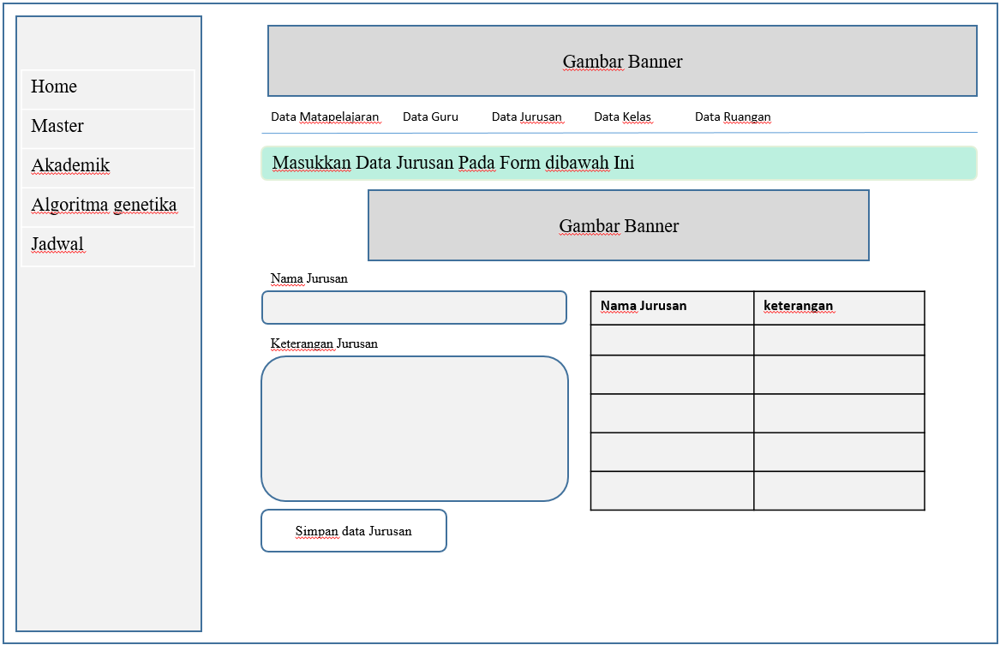 Home
Master
Akademik
Algoritma genetika
Jadwal
Gambar Banner
Data Matapelajaran Data Guru Data Jurusan Data Kelas Data Ruangan
Masukkan Data Jurusan Pada Form dibawah Ini
Gambar Banner
Nama Jurusan
Keterangan Jurusan
Simpan data Jurusan
Nama Jurusan keterangan